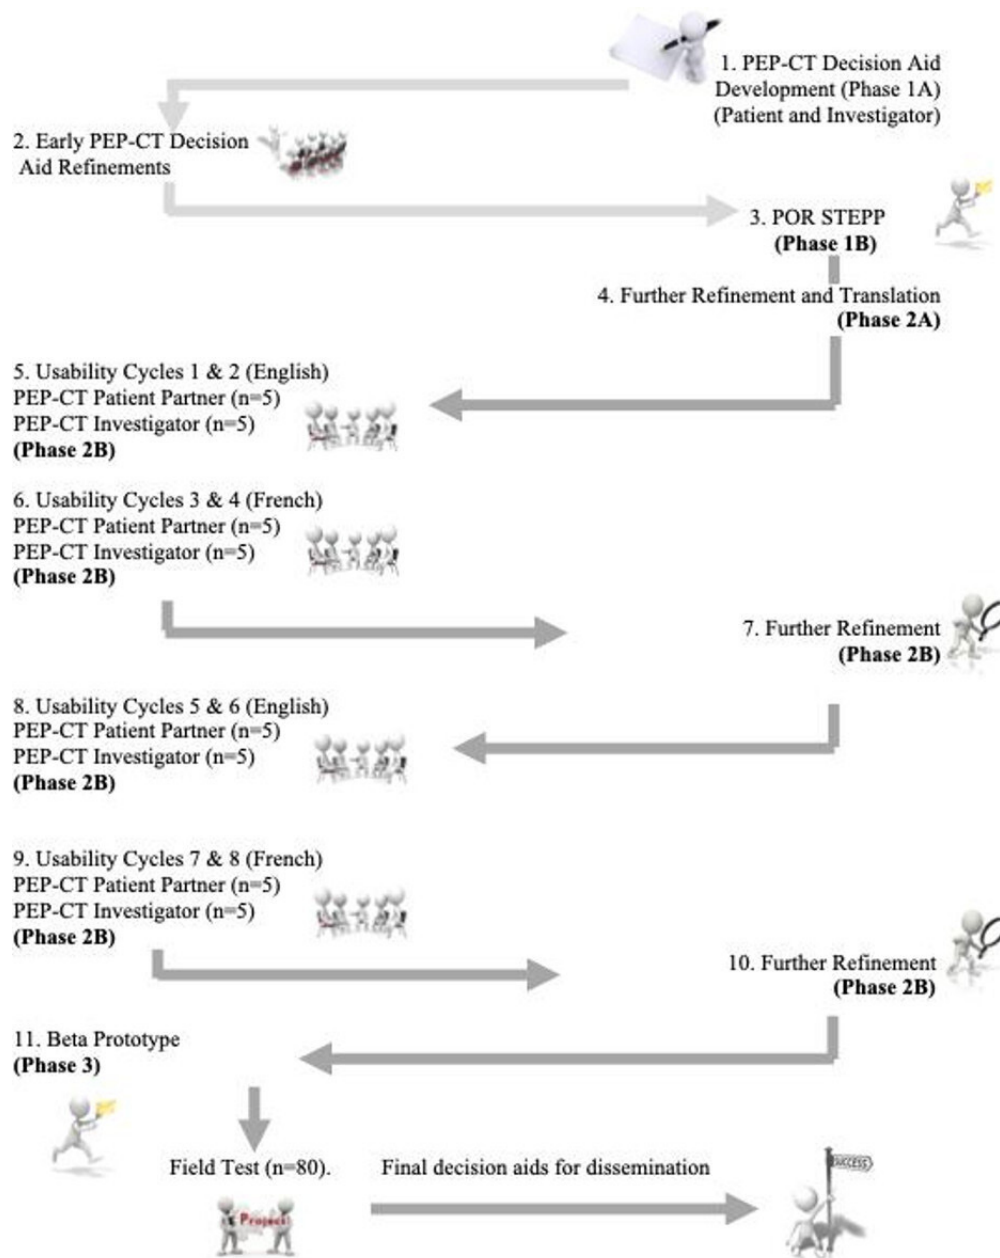 1. PEP-CT Decision Aid
Development (Phase 1A)
(Patient and Investigator)
2. Early PEP-CT Decision
Aid Refinements
3. POR STEPP
(Phase 1B)
4. Further Refinement and Translation
(Phase 2A)
5. Usability Cycles 1 & 2 (English)
PEP-CT Patient Partner (n=5)
PEP-CT Investigator (n=5)
(Phase 2B)
6. Usability Cycles 3 & 4 (French)
PEP-CT Patient Partner (n=5)
PEP-CT Investigator (n=5)
(Phase 2B)
7. Further Refinement
(Phase 2B)
8. Usability Cycles 5 & 6 (English)
PEP-CT Patient Partner (n=5)
PEP-CT Investigator (n=5)
(Phase 2B)
9. Usability Cycles 7 & 8 (French)
PEP-CT Patient Partner (n=5)
PEP-CT Investigator (n=5)
(Phase 2B)
10. Further Refinement
(Phase 2B)
11. Beta Prototype
(Phase 3)
Field Test (n=80).
Final decision aids for dissemination
SUCCESS
Project